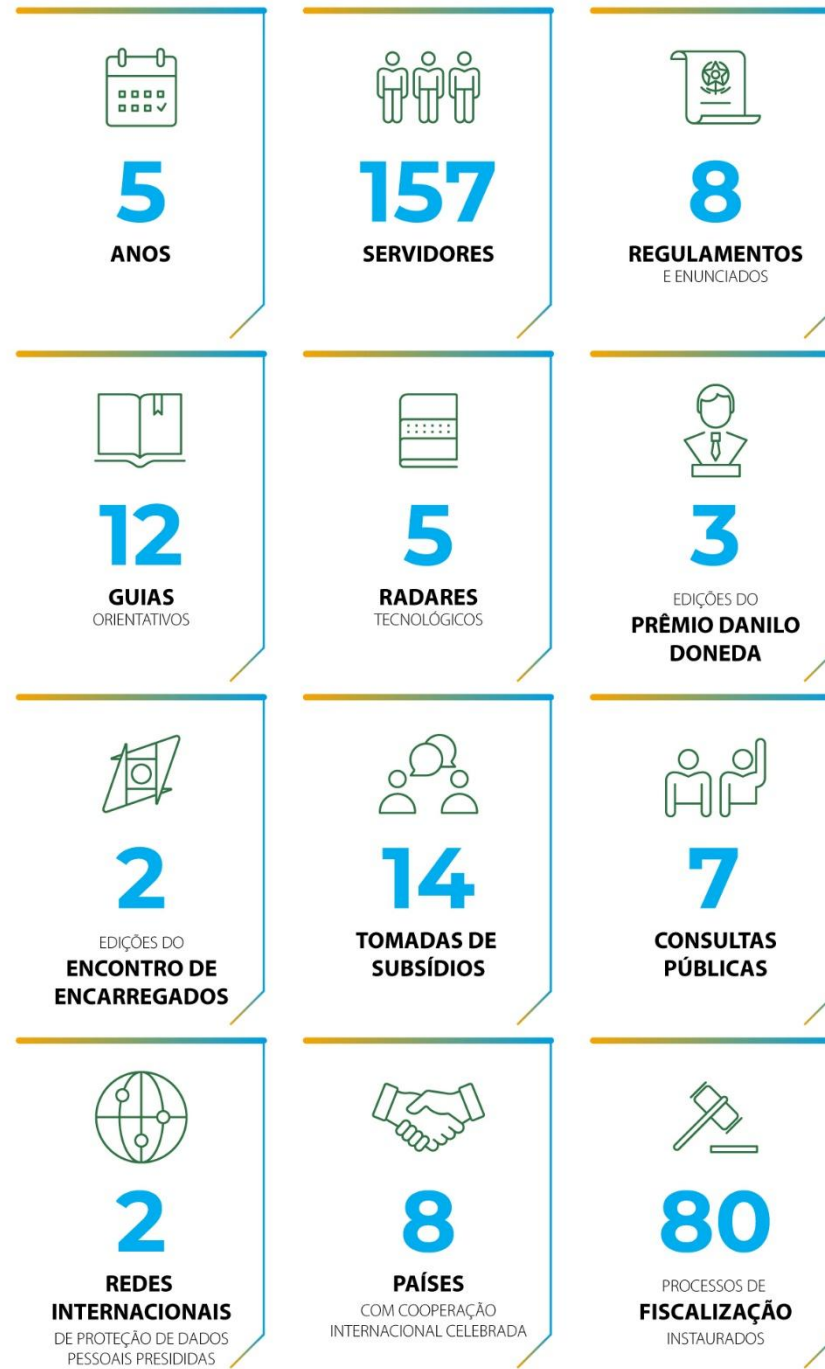 5
ANOS
157
SERVIDORES
8
REGULAMENTOS
E ENUNCIADOS
12
GUIAS
ORIENTATIVOS
5
RADARES
TECNOLÓGICOS
3
EDIÇÕES DO
PRÊMIO DANILO
DONEDA
2
EDIÇÕES DO
ENCONTRO DE
ENCARREGADOS
14
TOMADAS DE
SUBSÍDIOS
7
CONSULTAS
PÚBLICAS
2
REDES
INTERNACIONAIS
DE PROTEÇÃO DE DADOS
PESSOAIS PRESIDIDAS
8
PAÍSES
COM COOPERAÇÃO
INTERNACIONAL CELEBRADA
80
PROCESSOS DE
FISCALIZAÇÃO
INSTAURADOS